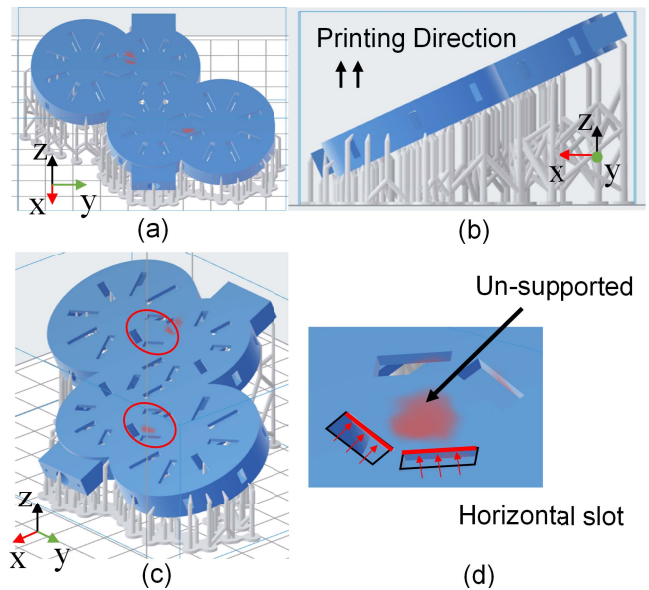 z
x
y
(a)
Printing Direction
z
x
y
(b)
z
x
y
(c)
Un-supported
Horizontal slot
(d)